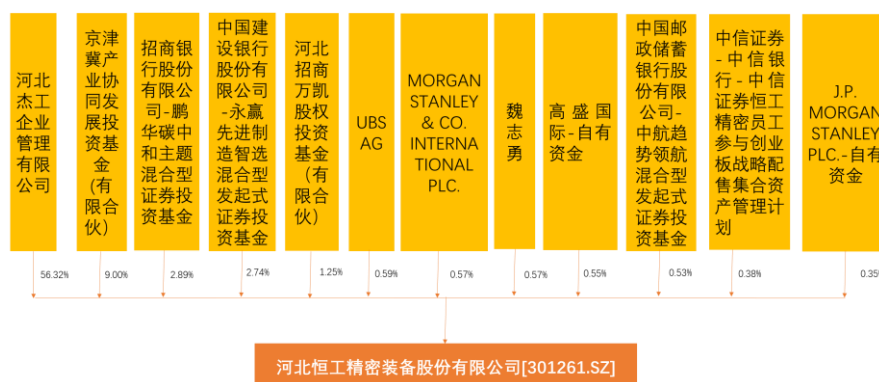 河北
杰工
企业
管理
有限
公司
京津
冀产
业协
同发
展投
资基
金
(有
限合
伙）
招商银
行股份
有限公
司-鹏
华碳中
和主题
混合型
证券投
资基金
中国建
设银行
股份有
限公司
-永赢
先进制
造智选
混合型
发起式
证券投
资基金
河北
招商
万凯
股权
投资
基金
（有
限合
伙）
UBS
AG
MORGAN
STANLEY
& CO.
INTERNA
TIONAL
PLC.
魏
志
勇
高盛国
际-自有
资金
中国邮
政储蓄
银行股
份有限
公司-
中航趋
势领航
混合型
发起式
证券投
资基金
中信证券
-中信银
行-中信
证券恒工
精密员工
参与创业
板战略配
售集合资
产管理计
划
J.P.
MORGAN
STANLEY
PLC.-自有
资金
56.32%
9.00%
2.89%
2.74%
1.25%
0.59%
0.57%
0.57%
0.55%
0.53%
0.38%
0.35%
河北恒工精密装备股份有限公司[301261.SZ]